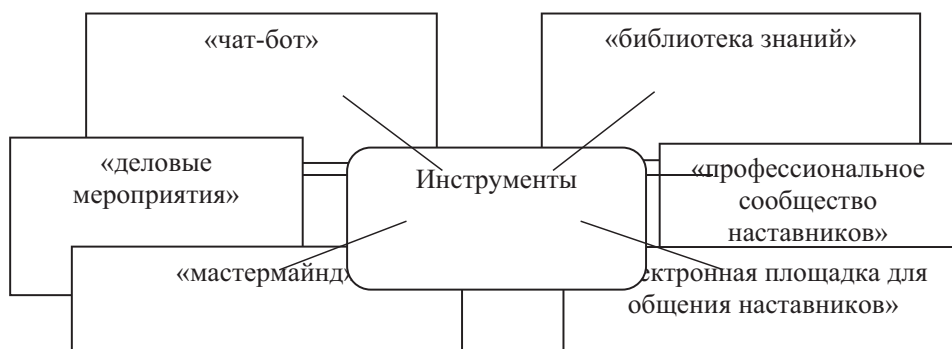 «чат-бот»
«библиотека знаний»
«деловые
мероприятия»
Инструменты
«профессиональное
сообщество
наставников»
«мастермайнд»
ектронная площадка для
общения наставников»